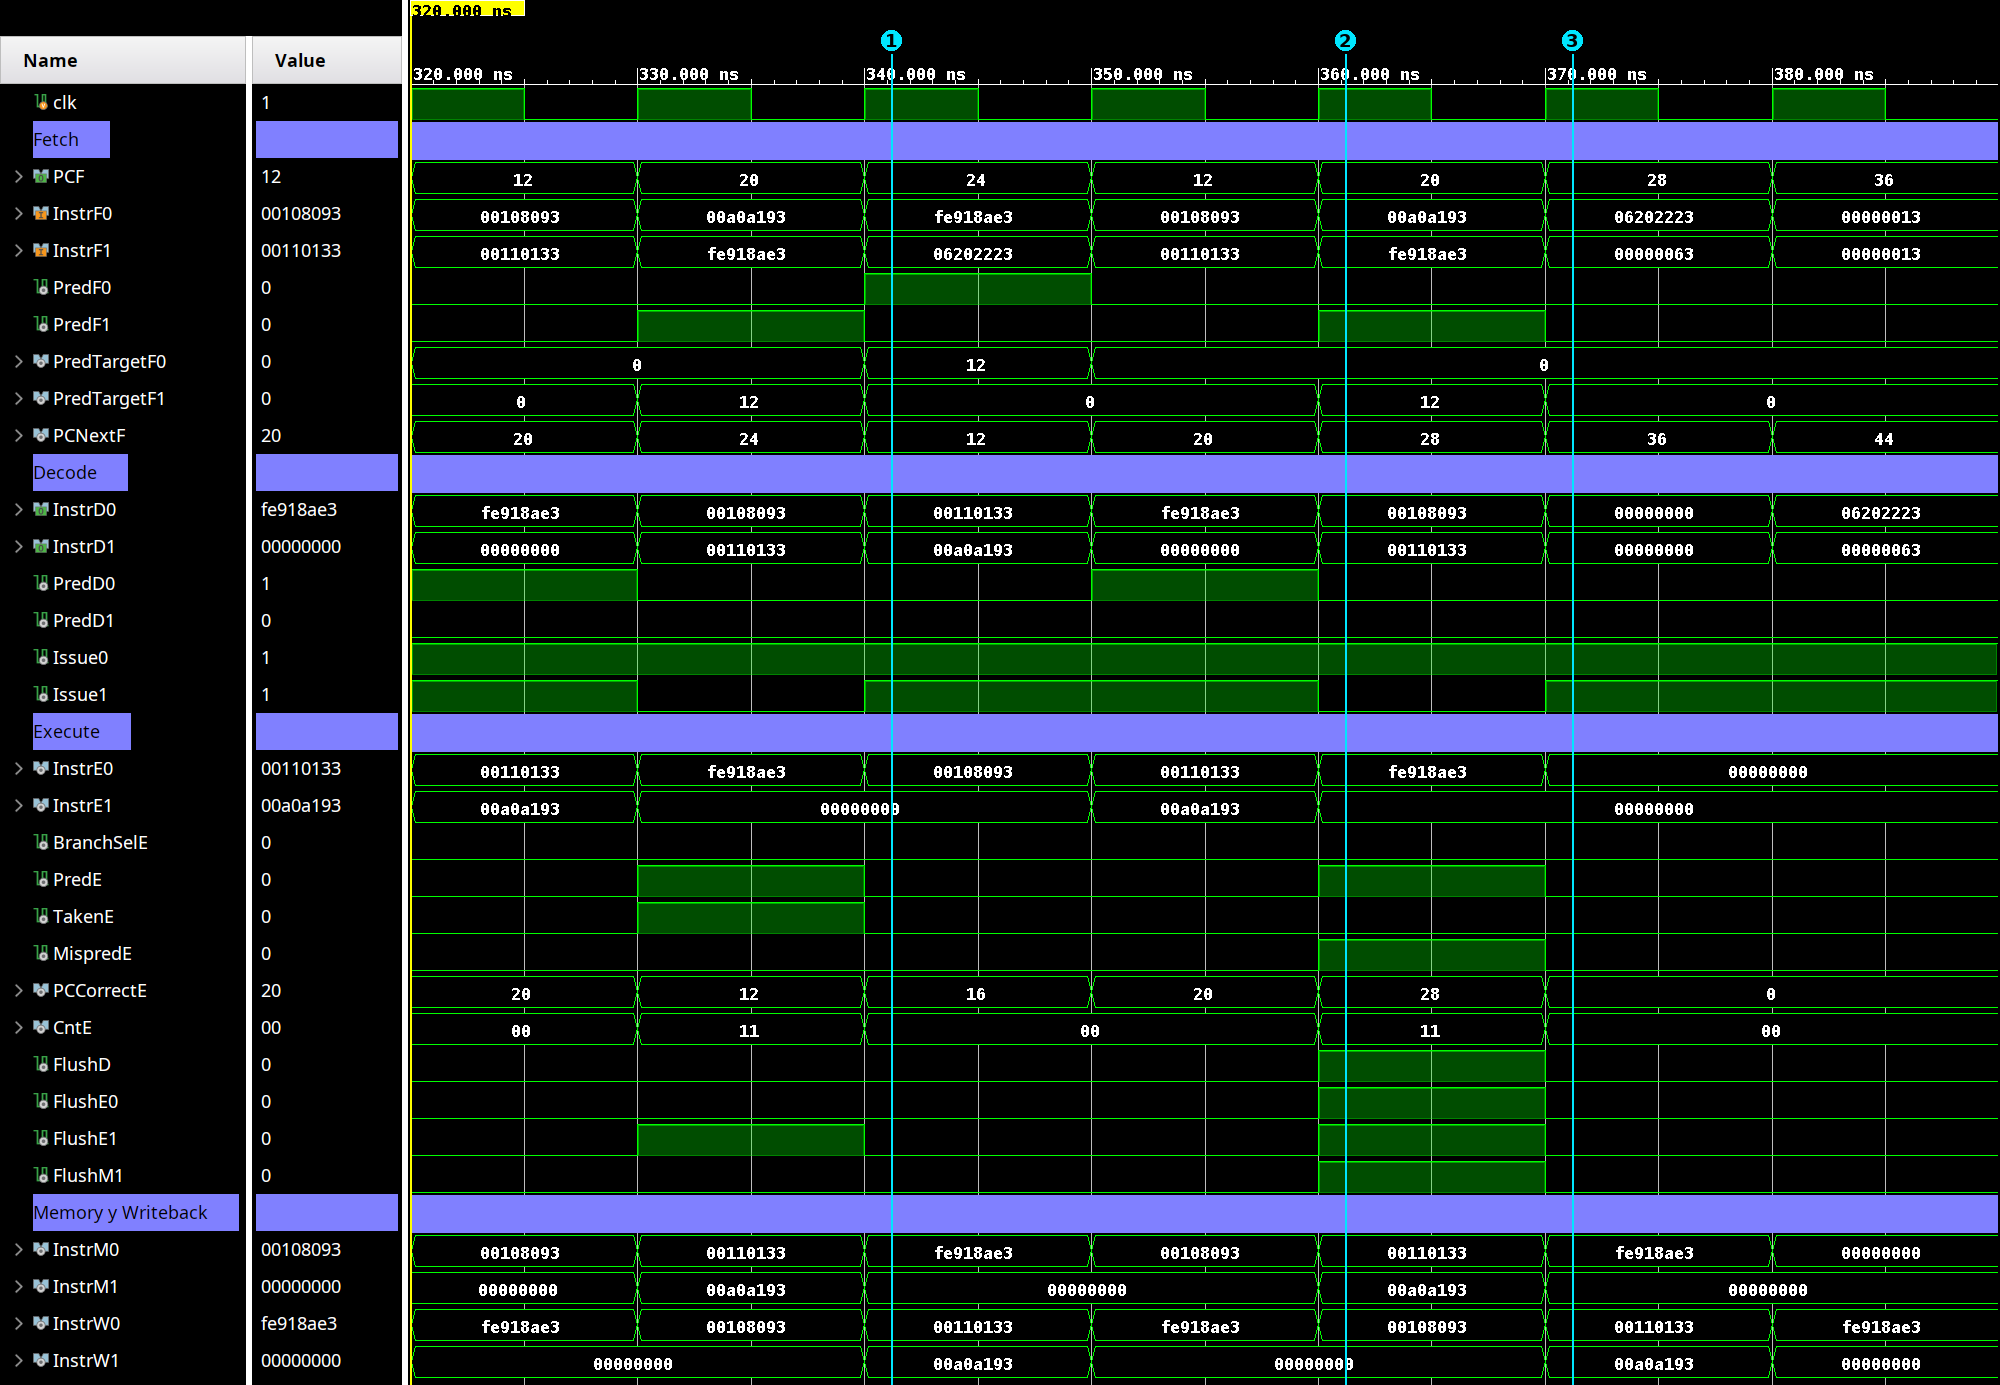 320.000 ns
1 2 3
Name Value
320.000 ns 330.000 ns 340.000 ns 350.000 ns 360.000 ns 370.000 ns 380.000 ns
clk 1
Fetch
PCF 12 12 20 24 12 20 28 36
InstrF0 00108093 00108093 00a0a193 fe918ae3 00108093 00a0a193 06202223 00000013
InstrF1 00110133 00110133 fe918ae3 06202223 00110133 fe918ae3 00000063 00000013
PredF0 0
PredF1 0
PredTargetF0 0 0 12 0
PredTargetF1 0 0 12 0 12 0
PCNextF 20 20 24 12 20 28 36 44
Decode
InstrD0 fe918ae3 fe918ae3 00108093 00110133 fe918ae3 00108093 00000000 06202223
InstrD1 00000000 00000000 00110133 00a0a193 00000000 00110133 00000000 00000063
PredD0 1
PredD1 0
Issue0 1
Issue1 1
Execute
InstrE0 00110133 00110133 fe918ae3 00108093 00110133 fe918ae3 00000000
InstrE1 00a0a193 00a0a193 00000000 00a0a193 00000000
BranchSelE 0
PredE 0
TakenE 0
MispredE 0
PCCorrectE 20 20 12 16 20 28 0
CntE 00 00 11 00 11 00
FlushD 0
FlushE0 0
FlushE1 0
FlushM1 0
Memory y Writeback
InstrM0 00108093 00108093 00110133 fe918ae3 00108093 00110133 fe918ae3 00000000
InstrM1 00000000 00000000 00a0a193 00000000 00a0a193 00000000
InstrW0 fe918ae3 fe918ae3 00108093 00110133 fe918ae3 00108093 00110133 fe918ae3
InstrW1 00000000 00000000 00a0a193 00000000 00a0a193 00000000